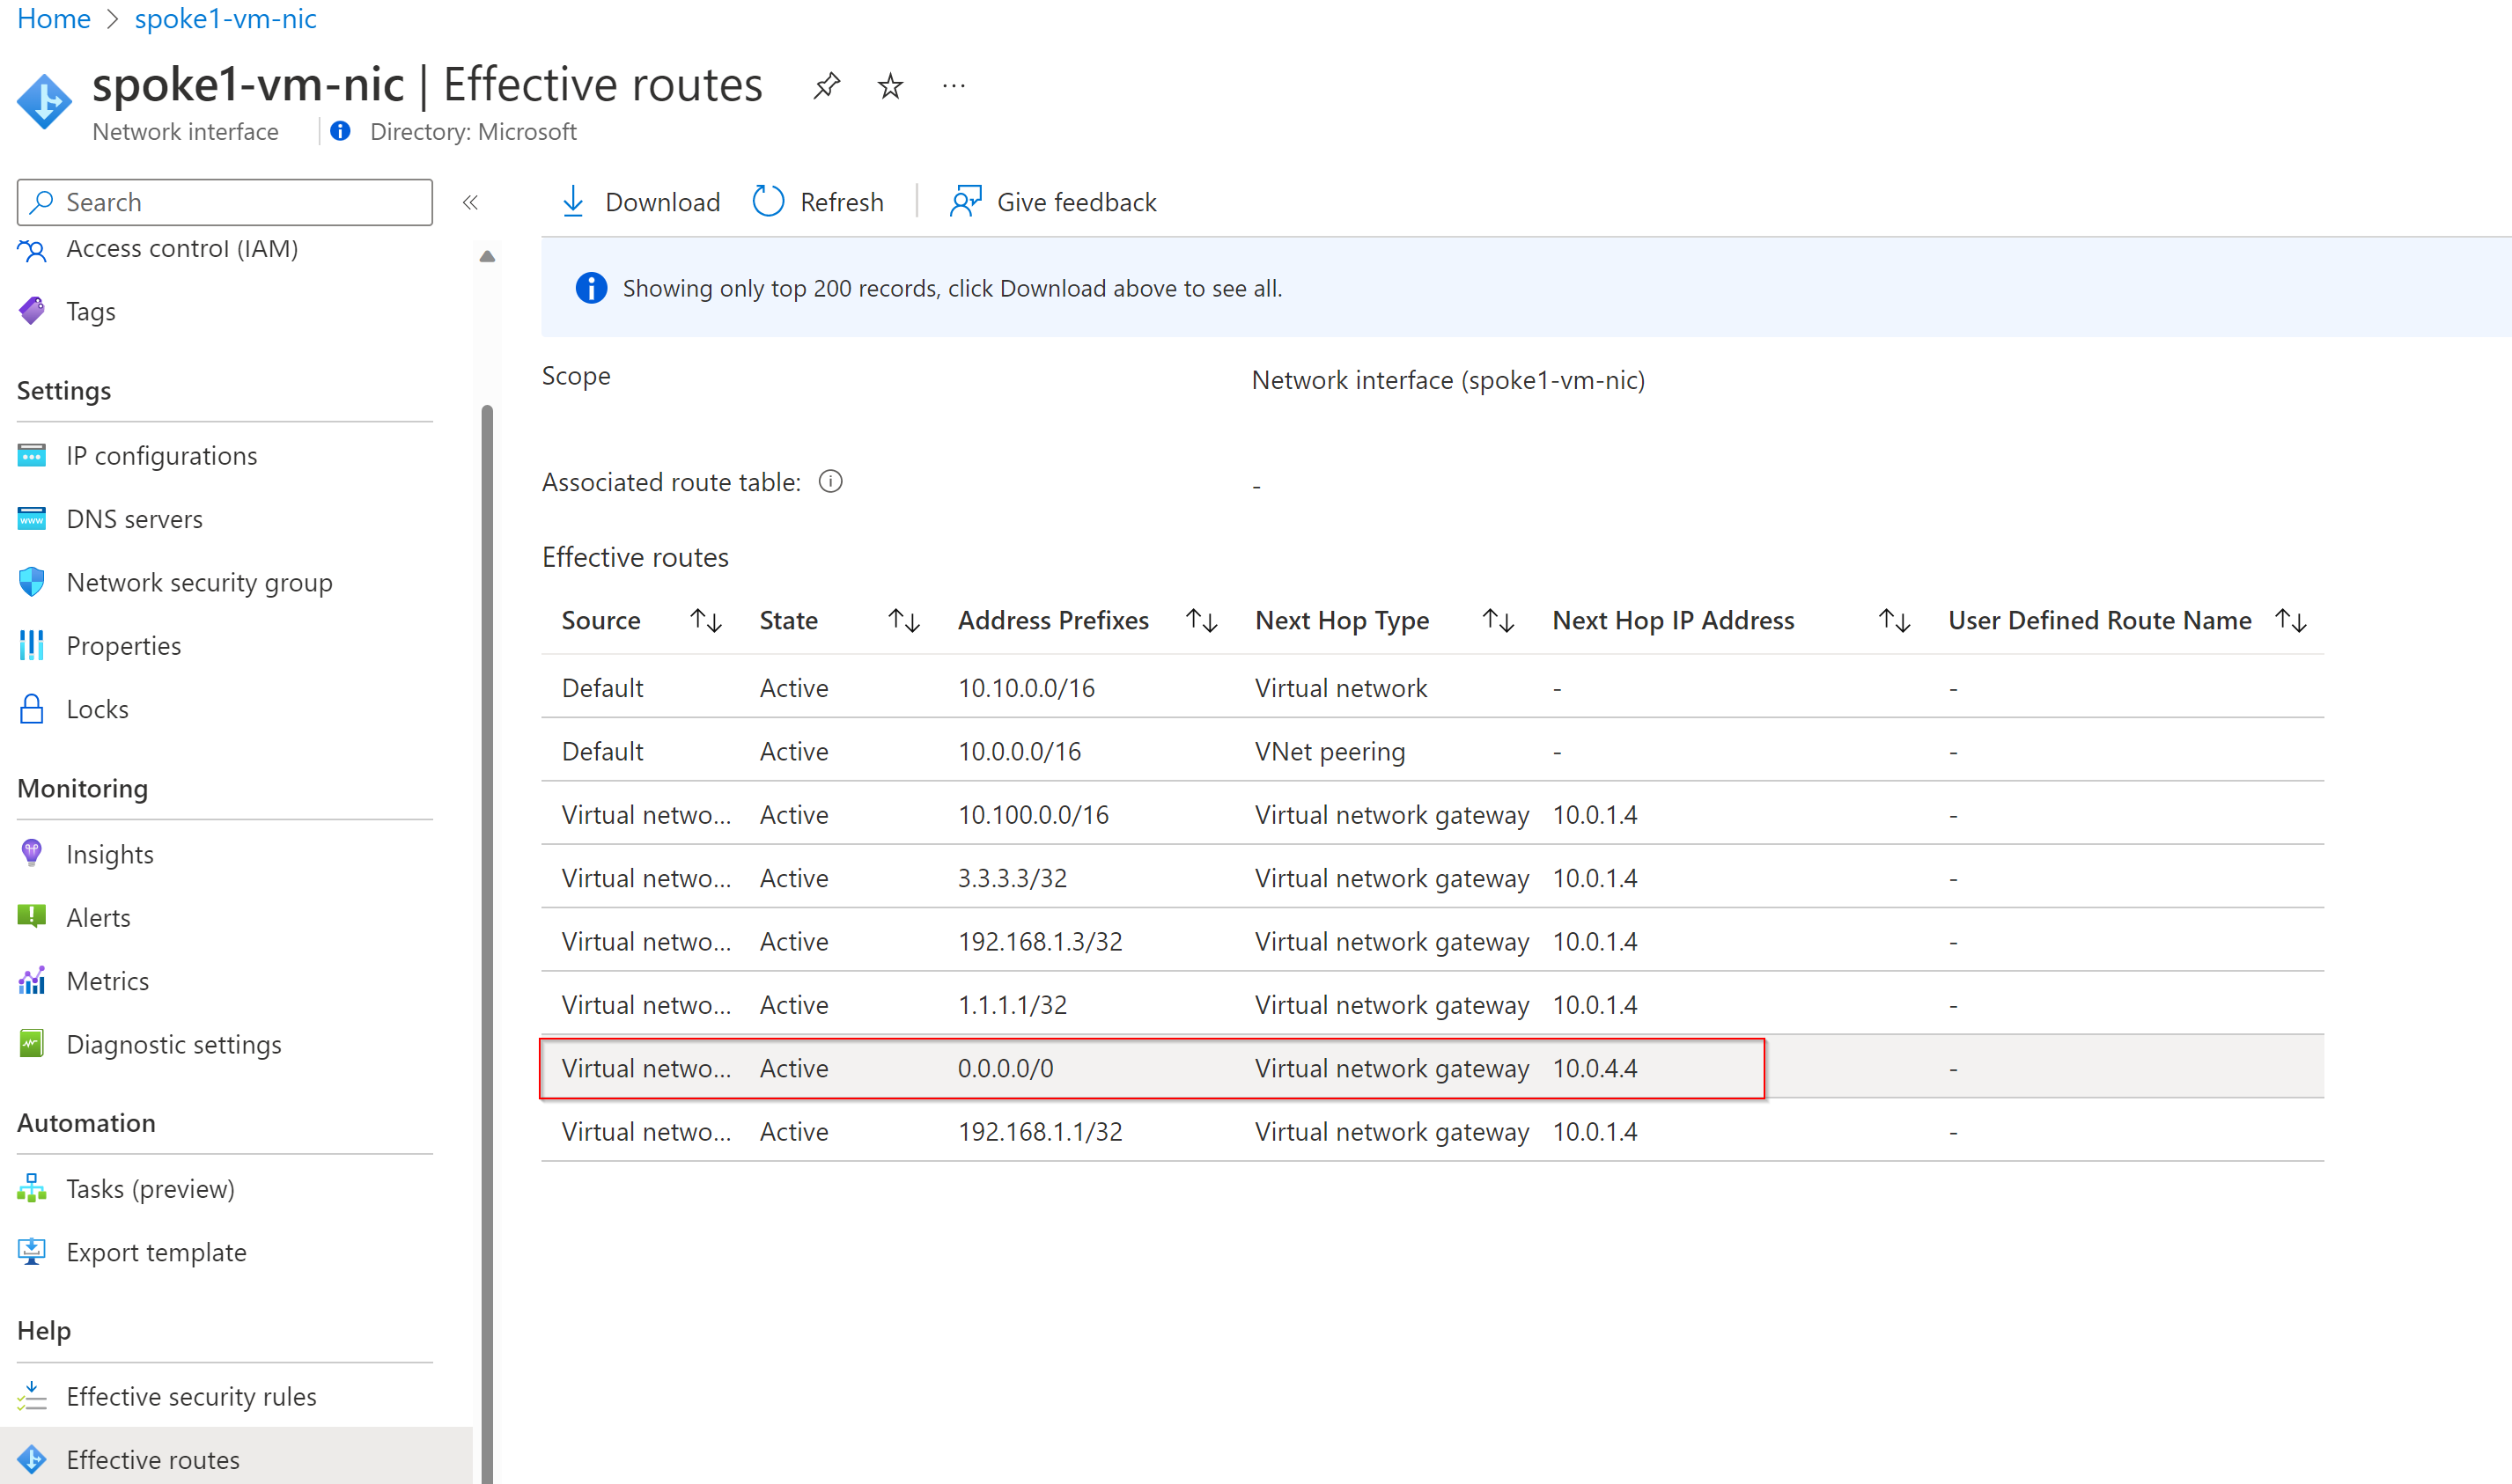 Home > spoke1-vm-nic
spoke1-vm-nic | Effective routes
Network interface
Directory: Microsoft
Search
«
Download
Refresh
Give feedback
Access control (IAM)
Tags
Settings
IP configurations
DNS servers
Network security group
Properties
Locks
Monitoring
Insights
Alerts
Metrics
Diagnostic settings
Automation
Tasks (preview)
Export template
Help
Effective security rules
Effective routes
Showing only top 200 records, click Download above to see all.
Scope Network interface (spoke1-vm-nic)
Associated route table: -
Effective routes
Source State Address Prefixes Next Hop Type Next Hop IP Address User Defined Route Name
Default Active 10.10.0.0/16 Virtual network - -
Default Active 10.0.0.0/16 VNet peering - -
Virtual netwo... Active 10.100.0.0/16 Virtual network gateway 10.0.1.4 -
Virtual netwo... Active 3.3.3.3/32 Virtual network gateway 10.0.1.4 -
Virtual netwo... Active 192.168.1.3/32 Virtual network gateway 10.0.1.4 -
Virtual netwo... Active 1.1.1.1/32 Virtual network gateway 10.0.1.4 -
Virtual netwo... Active 0.0.0.0/0 Virtual network gateway 10.0.4.4 -
Virtual netwo... Active 192.168.1.1/32 Virtual network gateway 10.0.1.4 -